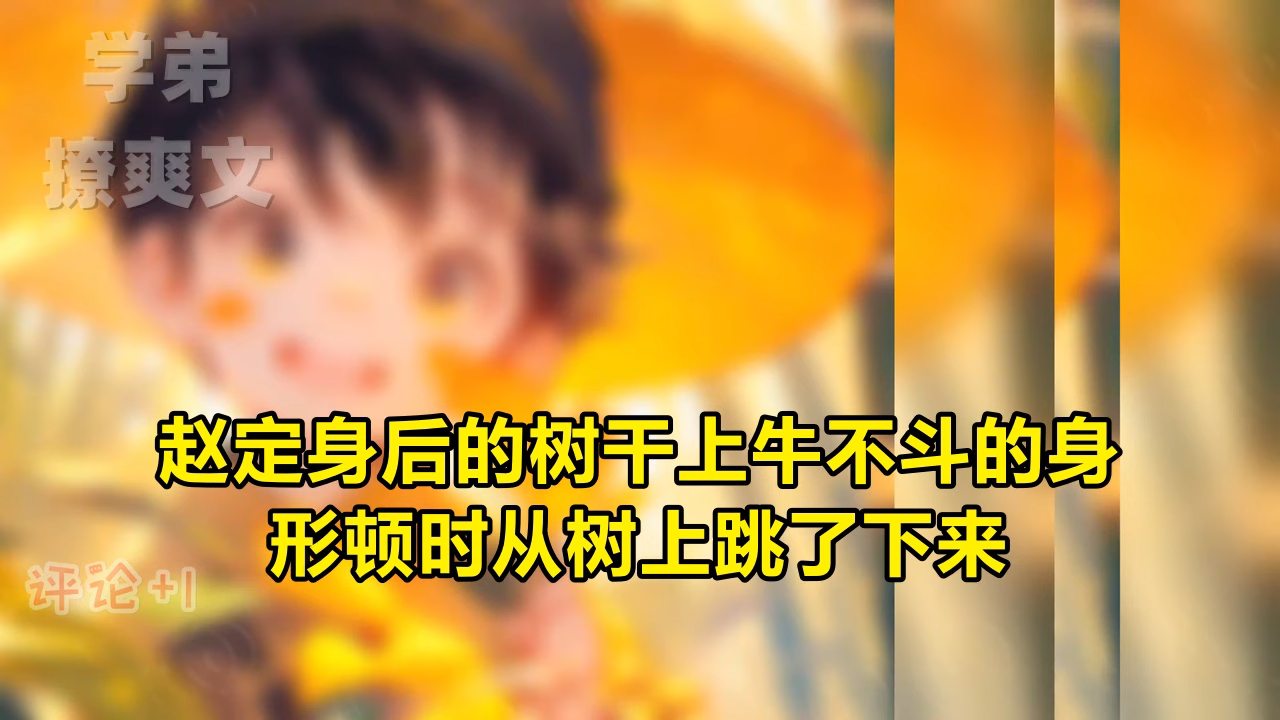 学弟
撩爽文
赵定身后的树干上牛不斗的身
形顿时从树上跳了下来
评论+1